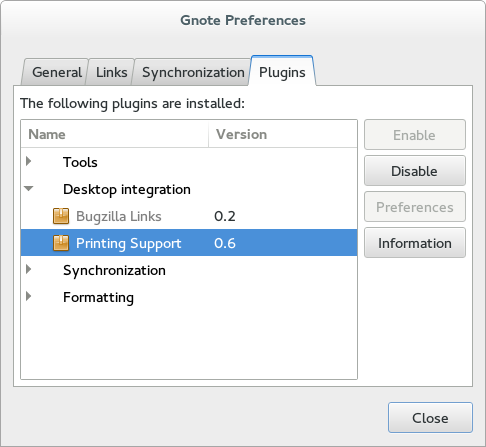 Gnote Preferences
General Links Synchronization Plugins
The following plugins are installed:
Name Version
Enable
Tools
Disable
Desktop integration
Bugzilla Links 0.2
Preferences
Printing Support 0.6
Information
Synchronization
Formatting
Close